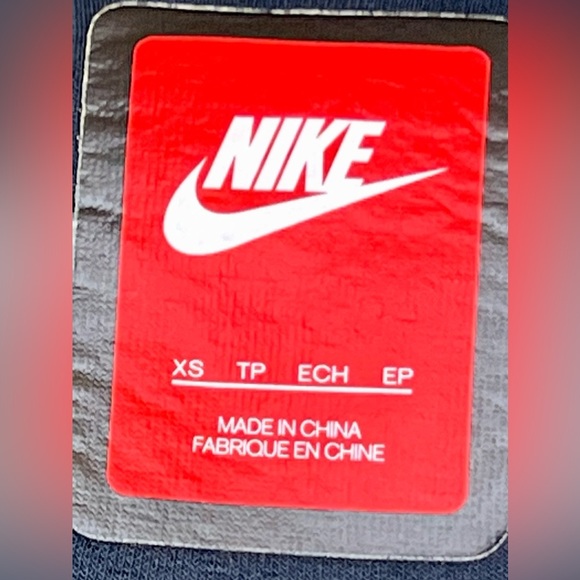 NIKE
XS TP ECH EP
MADE IN CHINA
FABRIQUE EN CHINE